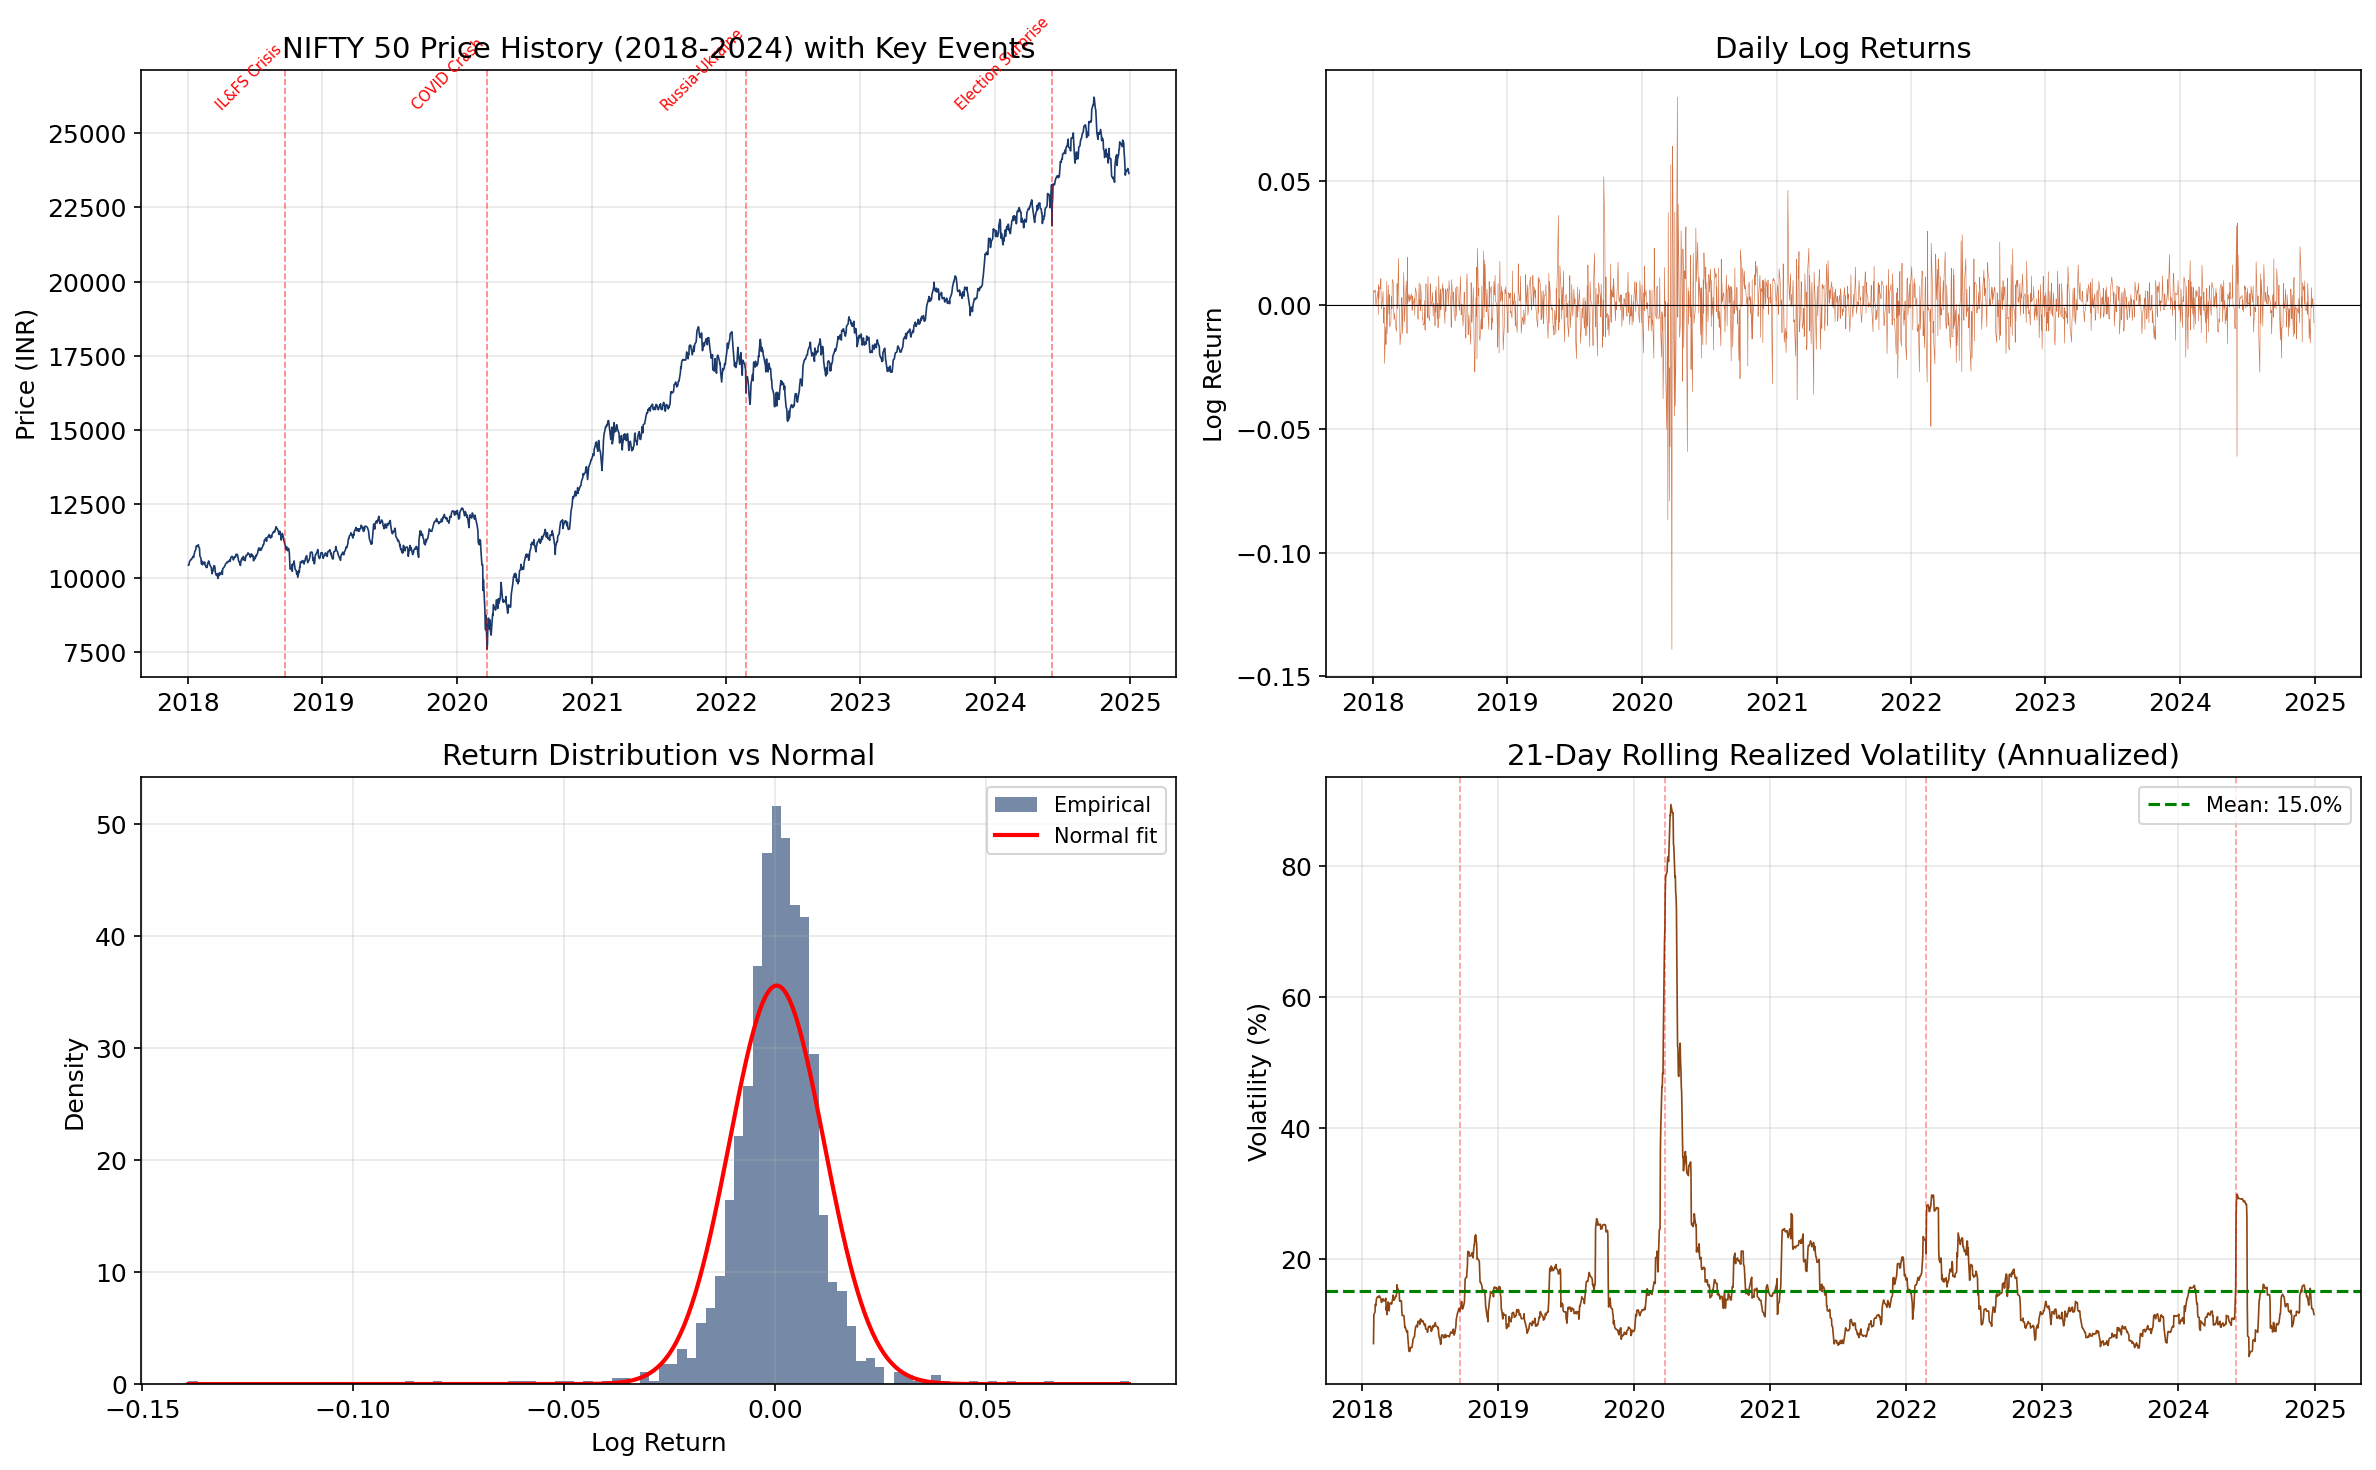 NIFTY 50 Price History (2018-2024) with Key Events
IL&FS Crisis
COVID Crash
Russia-Ukraine
Election Surprise
Price (INR)
25000
22500
20000
17500
15000
12500
10000
7500
2018 2019 2020 2021 2022 2023 2024 2025
Daily Log Returns
Log Return
0.05
0.00
−0.05
−0.10
−0.15
2018 2019 2020 2021 2022 2023 2024 2025
Return Distribution vs Normal
Empirical
Normal fit
Density
50
40
30
20
10
0
−0.15 −0.10 −0.05 0.00 0.05
Log Return
21-Day Rolling Realized Volatility (Annualized)
Mean: 15.0%
Volatility (%)
80
60
40
20
2018 2019 2020 2021 2022 2023 2024 2025